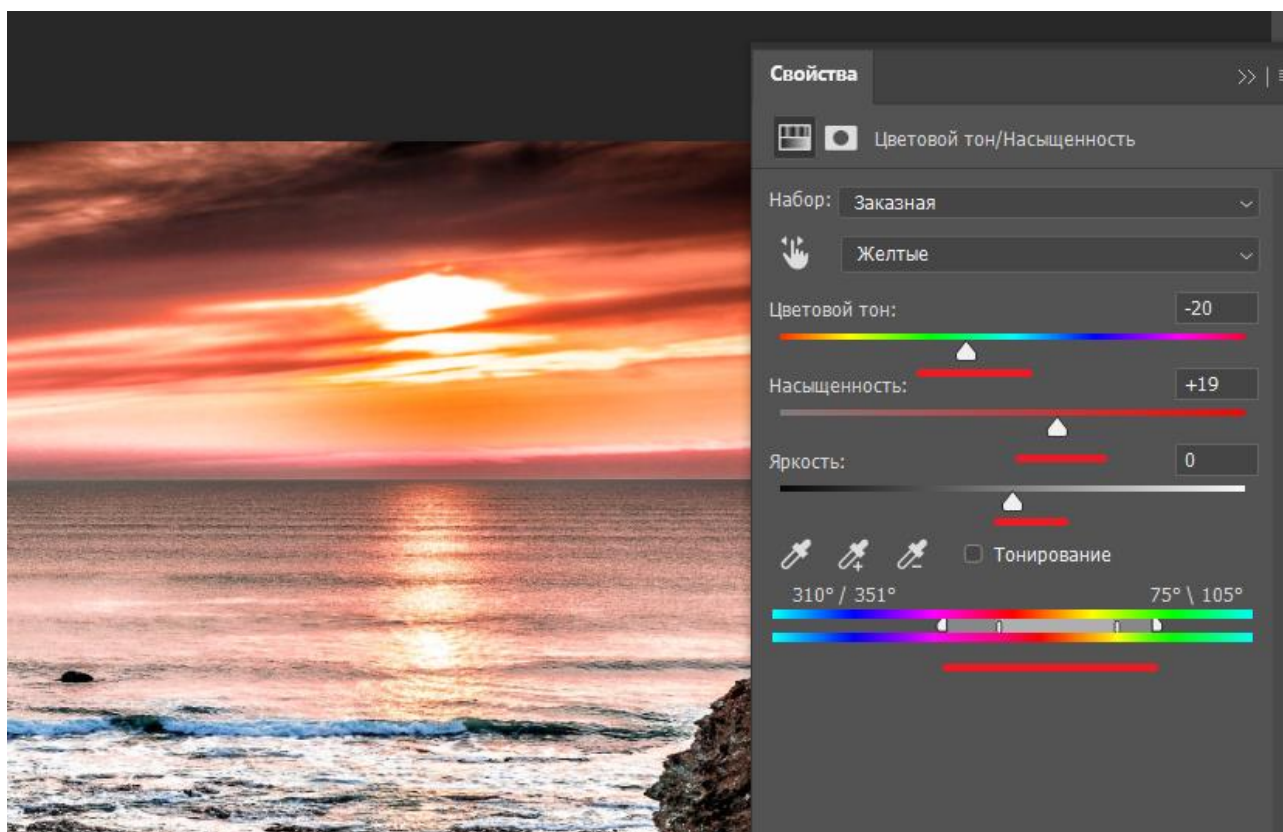 Свойства
Цветовой тон/Насыщенность
Набор: Заказная
Желтые
Цветовой тон: -20
Насыщенность: +19
Яркость: 0
Тонирование
310° / 351° 75° \ 105°